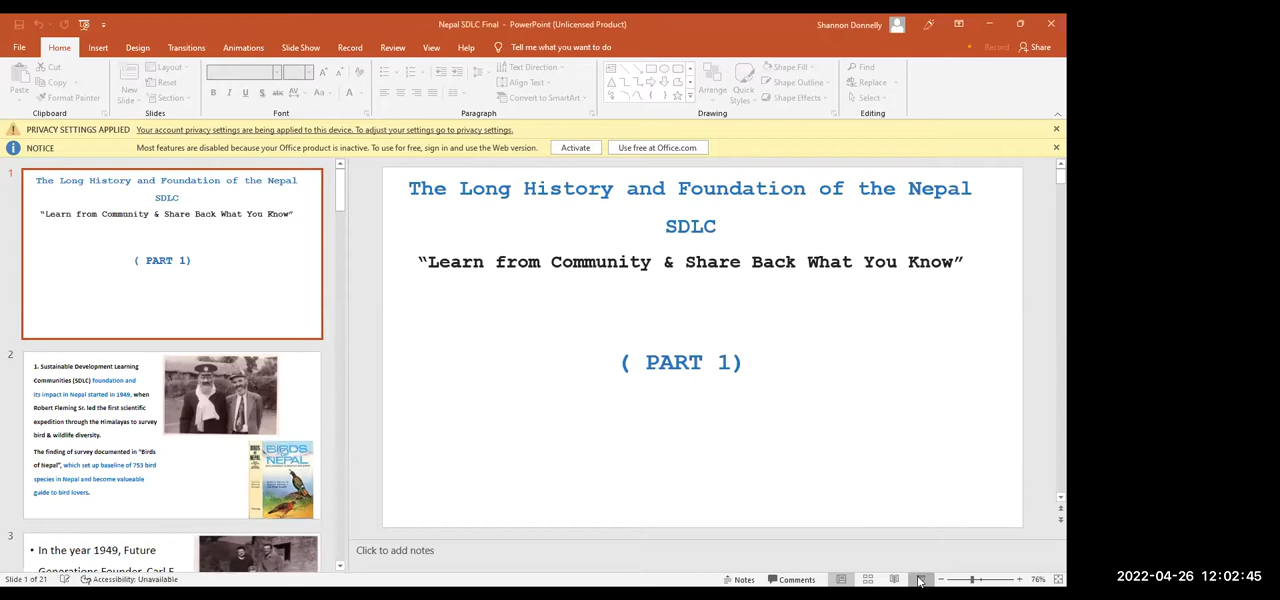 Nepal SDLC Final - PowerPoint (Unlicensed Product)
Shannon Donnelly
File Home Insert Design Transitions Animations Slide Show Record Review View Help Tell me what you want to do
Record Share
Paste
Cut
Copy
Format Painter
Clipboard
New Slide
Layout
Reset
Section
Slides
Font
Text Direction
Align Text
Convert to SmartArt
Paragraph
Arrange
Quick Styles
Shape Fill
Shape Outline
Shape Effects
Drawing
Find
Replace
Select
Editing
PRIVACY SETTINGS APPLIED Your account privacy settings are being applied to this device. To adjust your settings go to privacy settings.
NOTICE Most features are disabled because your Office product is inactive. To use for free, sign in and use the Web version. Activate Use free at Office.com
1
The Long History and Foundation of the Nepal
SDLC
“Learn from Community & Share Back What You Know”
( PART 1)
2
1. Sustainable Development Learning
Communities (SDLC) foundation and
its impact in Nepal started in 1949, when
Robert Fleming Sr. led the first scientific
expedition through the Himalayas to survey
bird & wildlife diversity.
The finding of survey documented in “Birds
of Nepal”, which set up baseline of 753 bird
species in Nepal and become valueable
guide to bird lovers.
BIRDS OF
NEPAL
3
• In the year 1949, Future
Generations Founder, Carl E.
The Long History and Foundation of the Nepal
SDLC
“Learn from Community & Share Back What You Know”
( PART 1)
Click to add notes
Slide 1 of 21 Accessibility: Unavailable Notes Comments 76%
2022-04-26 12:02:45